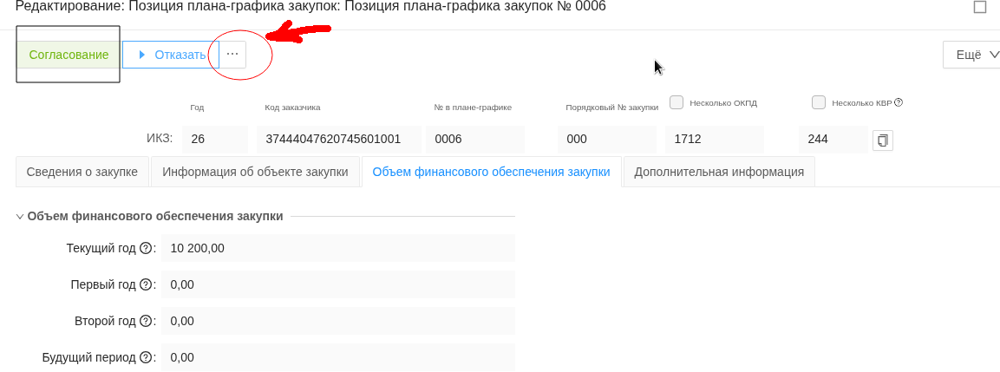 Редактирование: Позиция плана-графика закупок: Позиция плана-графика закупок № 0006
Согласование Отказать ... Ещё
Год Код заказчика № в плане-графике Порядковый № закупки Несколько ОКПД Несколько КВР
ИКЗ: 26 37444047620745601001 0006 000 1712 244
Сведения о закупке Информация об объекте закупки Объем финансового обеспечения закупки Дополнительная информация
Объем финансового обеспечения закупки
Текущий год ?: 10 200,00
Первый год ?: 0,00
Второй год ?: 0,00
Будущий период ?: 0,00